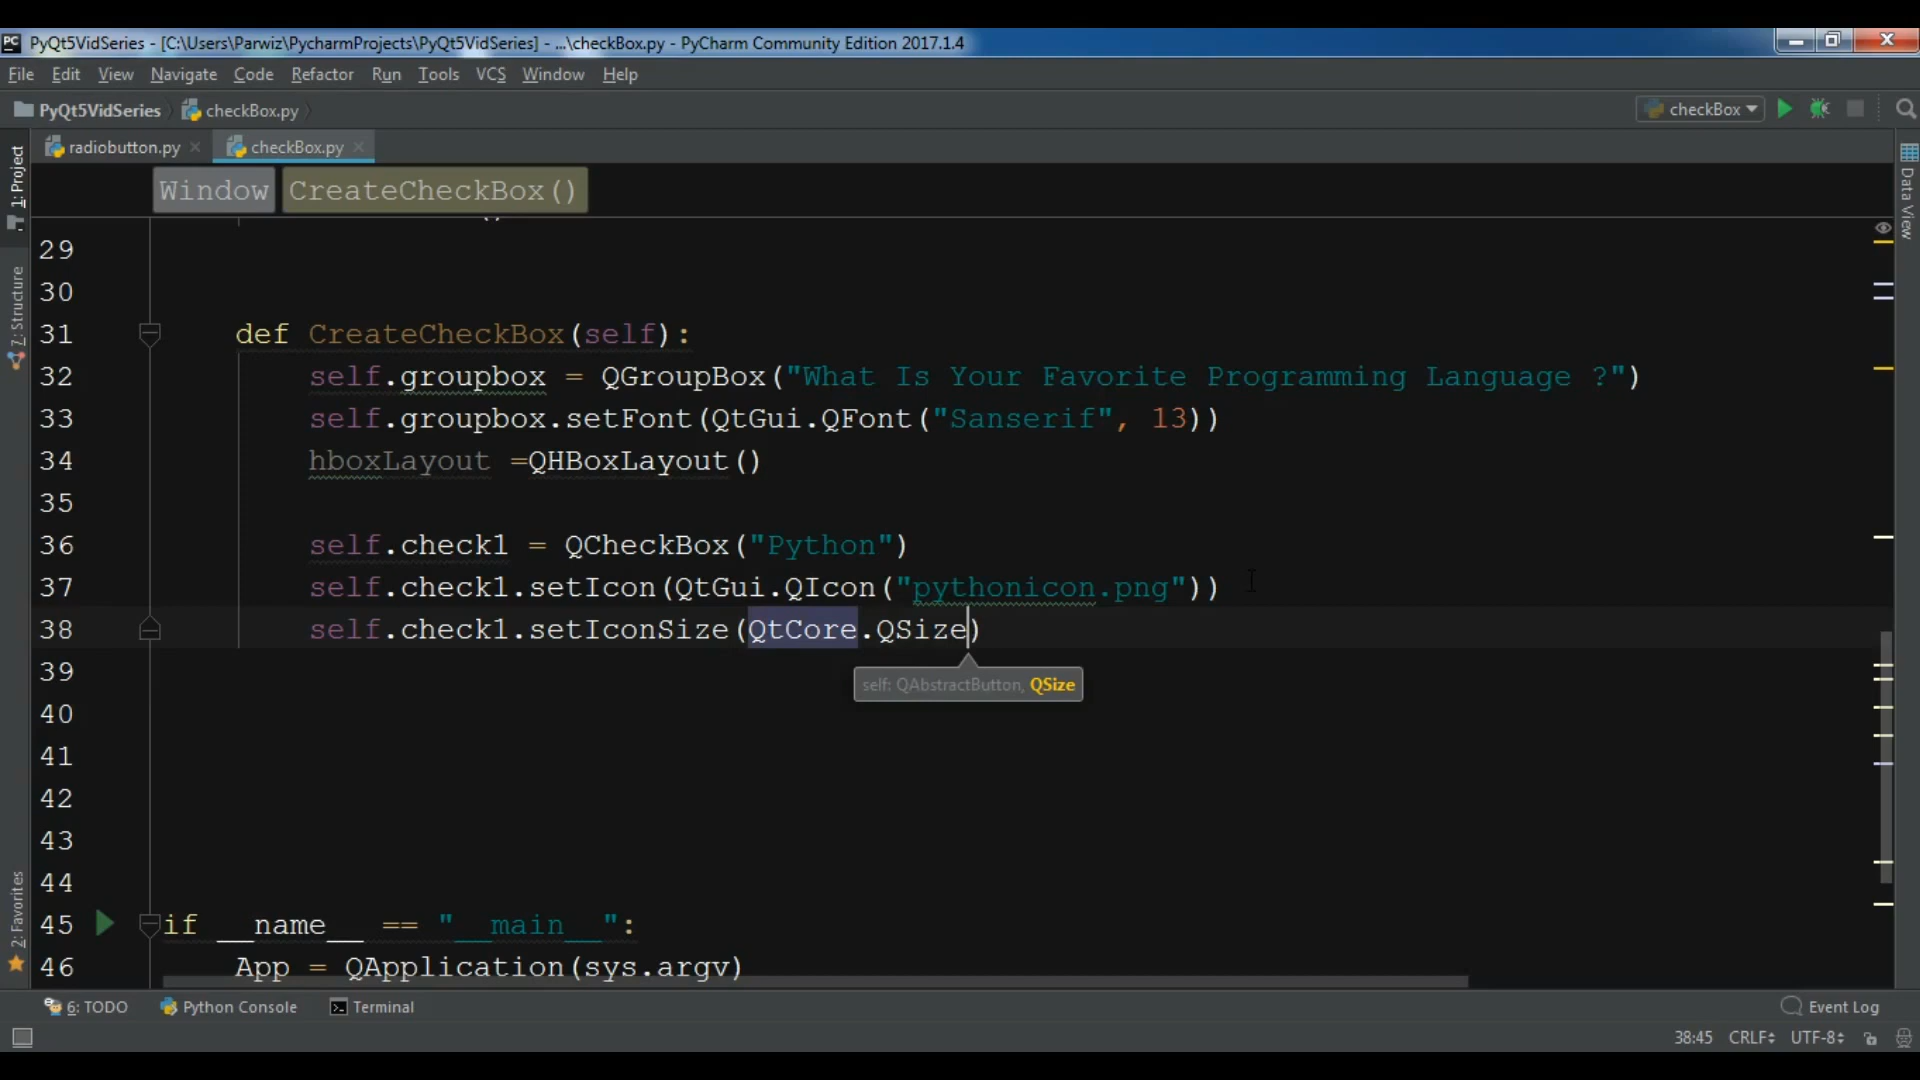 PyQt5VidSeries - [C:\Users\Parwiz\PycharmProjects\PyQt5VidSeries] - ...\checkBox.py - PyCharm Community Edition 2017.1.4
File Edit View Navigate Code Refactor Run Tools VCS Window Help
PyQt5VidSeries checkBox.py checkBox
radiobutton.py checkBox.py
Window CreateCheckBox()
1: Project
7: Structure
2: Favorites
Data View
29
30
31 def CreateCheckBox(self):
32 self.groupbox = QGroupBox("What Is Your Favorite Programming Language ?")
33 self.groupbox.setFont(QtGui.QFont("Sanserif", 13))
34 hboxLayout =QHBoxLayout()
35
36 self.check1 = QCheckBox("Python")
37 self.check1.setIcon(QtGui.QIcon("pythonicon.png"))
38 self.check1.setIconSize(QtCore.QSize)
39 self: QAbstractButton, QSize
40
41
42
43
44
45 if __name__ == "__main__":
46 App = QApplication(sys.argv)
6: TODO Python Console Terminal Event Log
38:45 CRLF UTF-8